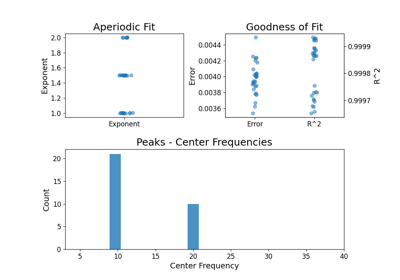 Aperiodic Fit
Goodness of Fit
2.0
1.8
1.6
1.4
1.2
1.0
Exponent
Exponent
0.0044
0.0042
0.0040
0.0038
0.0036
Error
0.9999
0.9998
0.9997
R^2
Error
R^2
Peaks - Center Frequencies
20
15
10
5
0
Count
5
10
15
20
25
30
35
40
Center Frequency